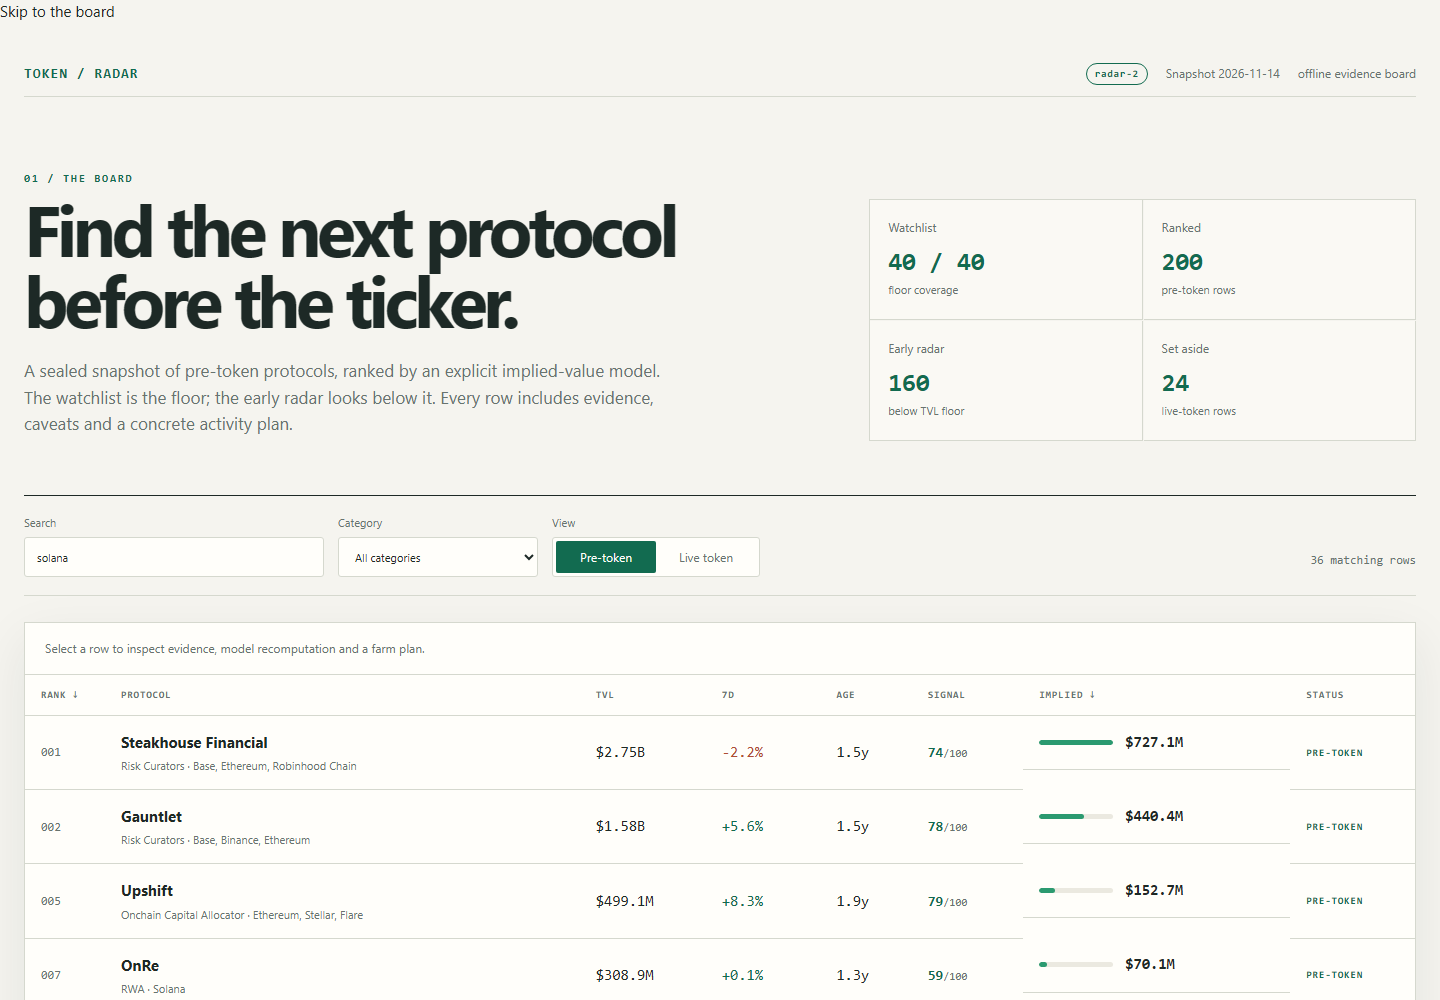 Skip to the board
TOKEN / RADAR
radar-2
Snapshot 2026-11-14
offline evidence board
01 / THE BOARD
Find the next protocol
before the ticker.
A sealed snapshot of pre-token protocols, ranked by an explicit implied-value model.
The watchlist is the floor; the early radar looks below it. Every row includes evidence,
caveats and a concrete activity plan.
Watchlist
40 / 40
floor coverage
Ranked
200
pre-token rows
Early radar
160
below TVL floor
Set aside
24
live-token rows
Search
solana
Category
All categories
View
Pre-token
Live token
36 matching rows
Select a row to inspect evidence, model recomputation and a farm plan.
RANK ↓ PROTOCOL TVL 7D AGE SIGNAL IMPLIED ↓ STATUS
001 Steakhouse Financial $2.75B -2.2% 1.5y 74/100 $727.1M PRE-TOKEN
Risk Curators · Base, Ethereum, Robinhood Chain
002 Gauntlet $1.58B +5.6% 1.5y 78/100 $440.4M PRE-TOKEN
Risk Curators · Base, Binance, Ethereum
005 Upshift $499.1M +8.3% 1.9y 79/100 $152.7M PRE-TOKEN
Onchain Capital Allocator · Ethereum, Stellar, Flare
007 OnRe $308.9M +0.1% 1.3y 59/100 $70.1M PRE-TOKEN
RWA · Solana